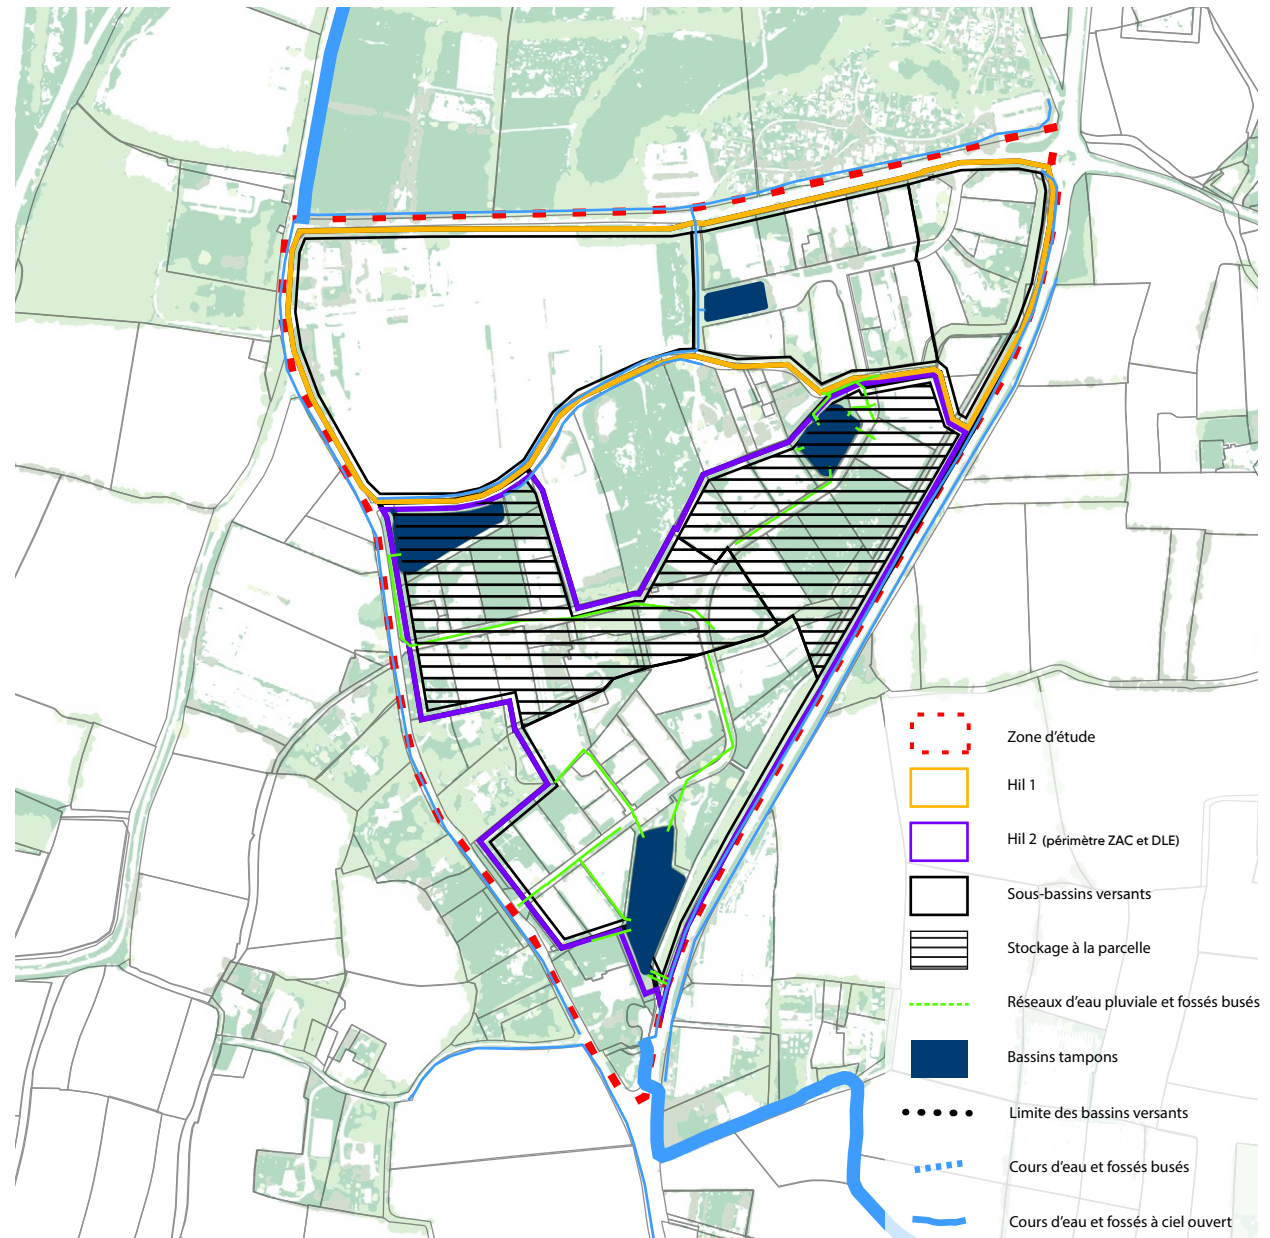 Zone d'étude
Hil 1
Hil 2 (périmètre ZAC et DLE)
Sous-bassins versants
Stockage à la parcelle
Réseaux d'eau pluviale et fossés busés
Bassins tampons
Limite des bassins versants
Cours d'eau et fossés busés
Cours d'eau et fossés à ciel ouvert